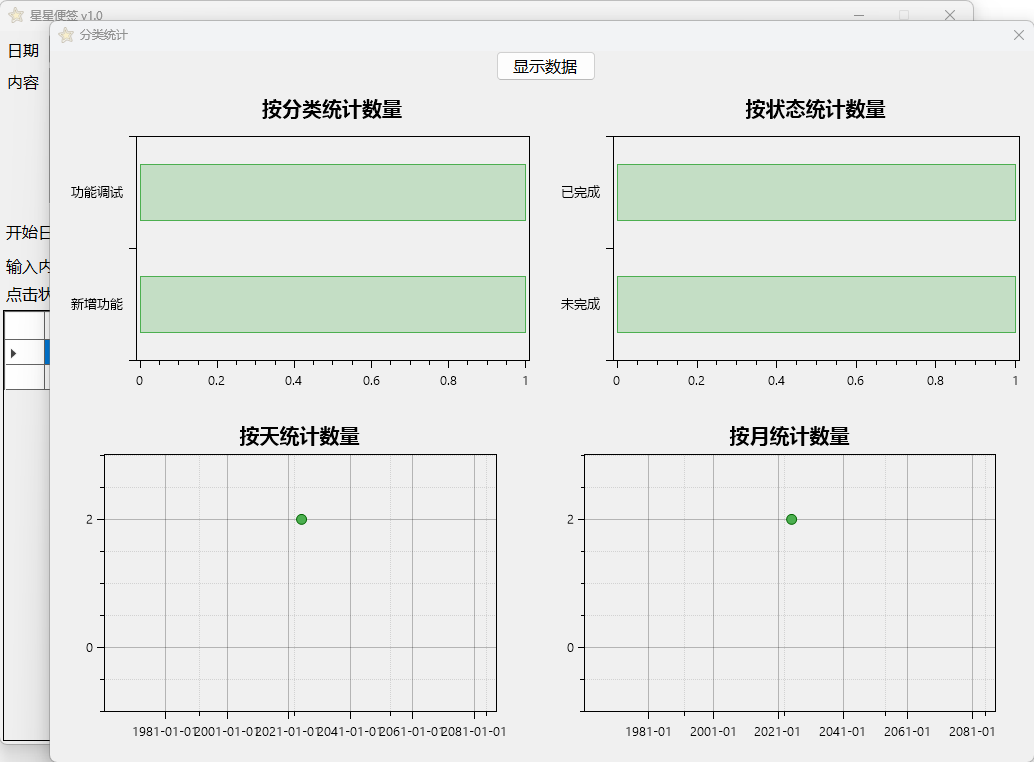 星星便签 v1.0
分类统计
日期
内容
开始日
输入内
点击状
显示数据
按分类统计数量
功能调试
新增功能
0 0.2 0.4 0.6 0.8 1
按状态统计数量
已完成
未完成
0 0.2 0.4 0.6 0.8 1
按天统计数量
2
0
1981-01-01 2001-01-01 2021-01-01 2041-01-01 2061-01-01 2081-01-01
按月统计数量
2
0
1981-01 2001-01 2021-01 2041-01 2061-01 2081-01